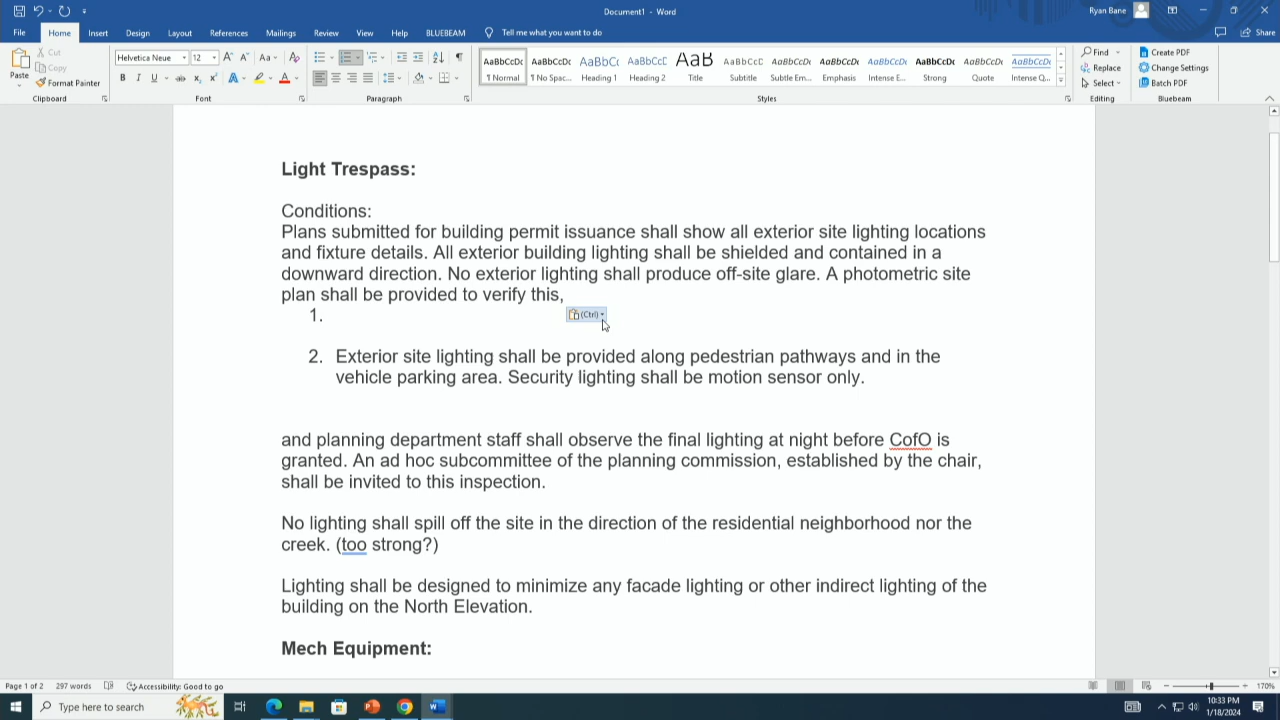 Document1 - Word
Ryan Bane
File Home Insert Design Layout References Mailings Review View Help BLUEBEAM Tell me what you want to do Share
Paste
Cut
Copy
Format Painter
Clipboard
Helvetica Neue 12
Font
Paragraph
AaBbCcDc AaBbCcDc AaBbC AaBbCcC AaB AaBbCcC AaBbCcDc AaBbCcDc AaBbCcDc AaBbCcDc AaBbCcDc AaBbCcDc
¶ Normal ¶ No Spac... Heading 1 Heading 2 Title Subtitle Subtle Em... Emphasis Intense E... Strong Quote Intense Q...
Styles
Find
Replace
Select
Editing
Create PDF
Change Settings
Batch PDF
Bluebeam
Light Trespass:
Conditions:
Plans submitted for building permit issuance shall show all exterior site lighting locations
and fixture details. All exterior building lighting shall be shielded and contained in a
downward direction. No exterior lighting shall produce off-site glare. A photometric site
plan shall be provided to verify this,
1.
(Ctrl)
2. Exterior site lighting shall be provided along pedestrian pathways and in the
vehicle parking area. Security lighting shall be motion sensor only.
and planning department staff shall observe the final lighting at night before CofO is
granted. An ad hoc subcommittee of the planning commission, established by the chair,
shall be invited to this inspection.
No lighting shall spill off the site in the direction of the residential neighborhood nor the
creek. (too strong?)
Lighting shall be designed to minimize any facade lighting or other indirect lighting of the
building on the North Elevation.
Mech Equipment:
Page 1 of 2 297 words Accessibility: Good to go 170%
Type here to search
10:33 PM
1/18/2024